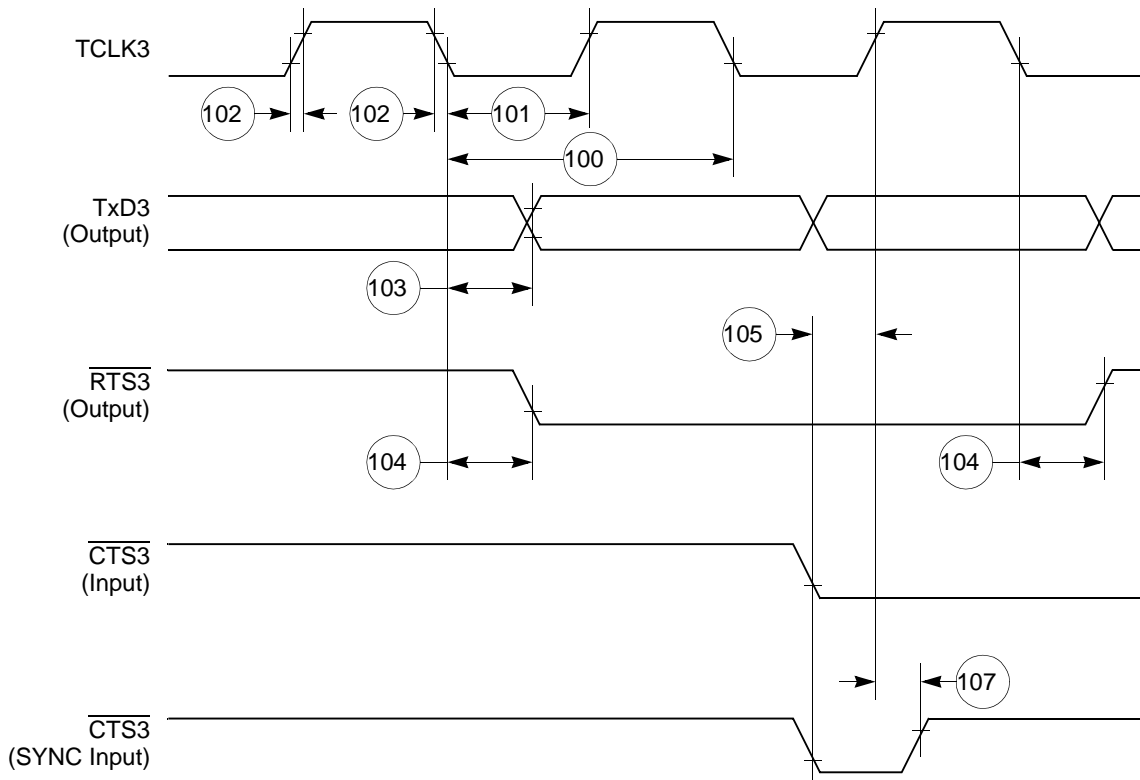 TCLK3
102
102
101
100
TxD3
(Output)
103
105
RTS3
(Output)
104
104
CTS3
(Input)
107
CTS3
(SYNC Input)